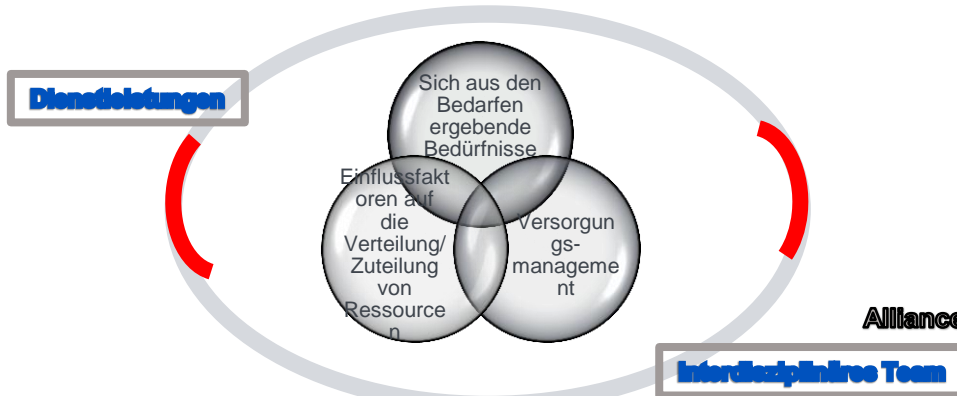 Dienstleistungen
Sich aus den
Bedarfen
ergebende
Bedürfnisse
Einflussfakt
oren auf
die
Verteilung/
Zuteilung
von
Ressource
n
Versorgun
gs-
manageme
nt
Alliance
Interdisziplinäres Team